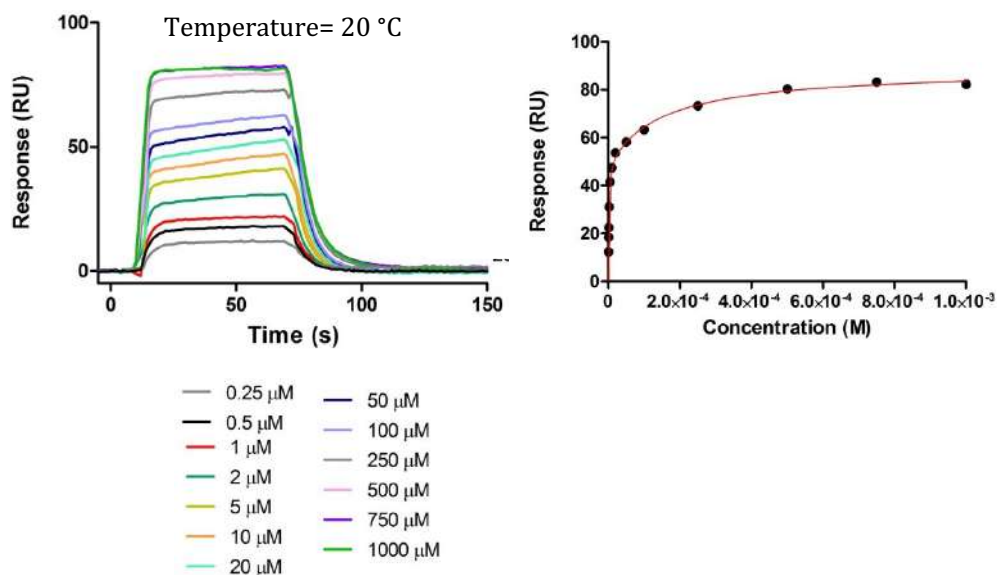 Temperature= 20 °C
100
50
0
Response (RU)
0
50
100
150
Time (s)
100
80
60
40
20
0
Response (RU)
0
2.0×10-4
4.0×10-4
6.0×10-4
8.0×10-4
1.0×10-3
Concentration (M)
0.25 μM
0.5 μM
1 μM
2 μM
5 μM
10 μM
20 μM
50 μM
100 μM
250 μM
500 μM
750 μM
1000 μM